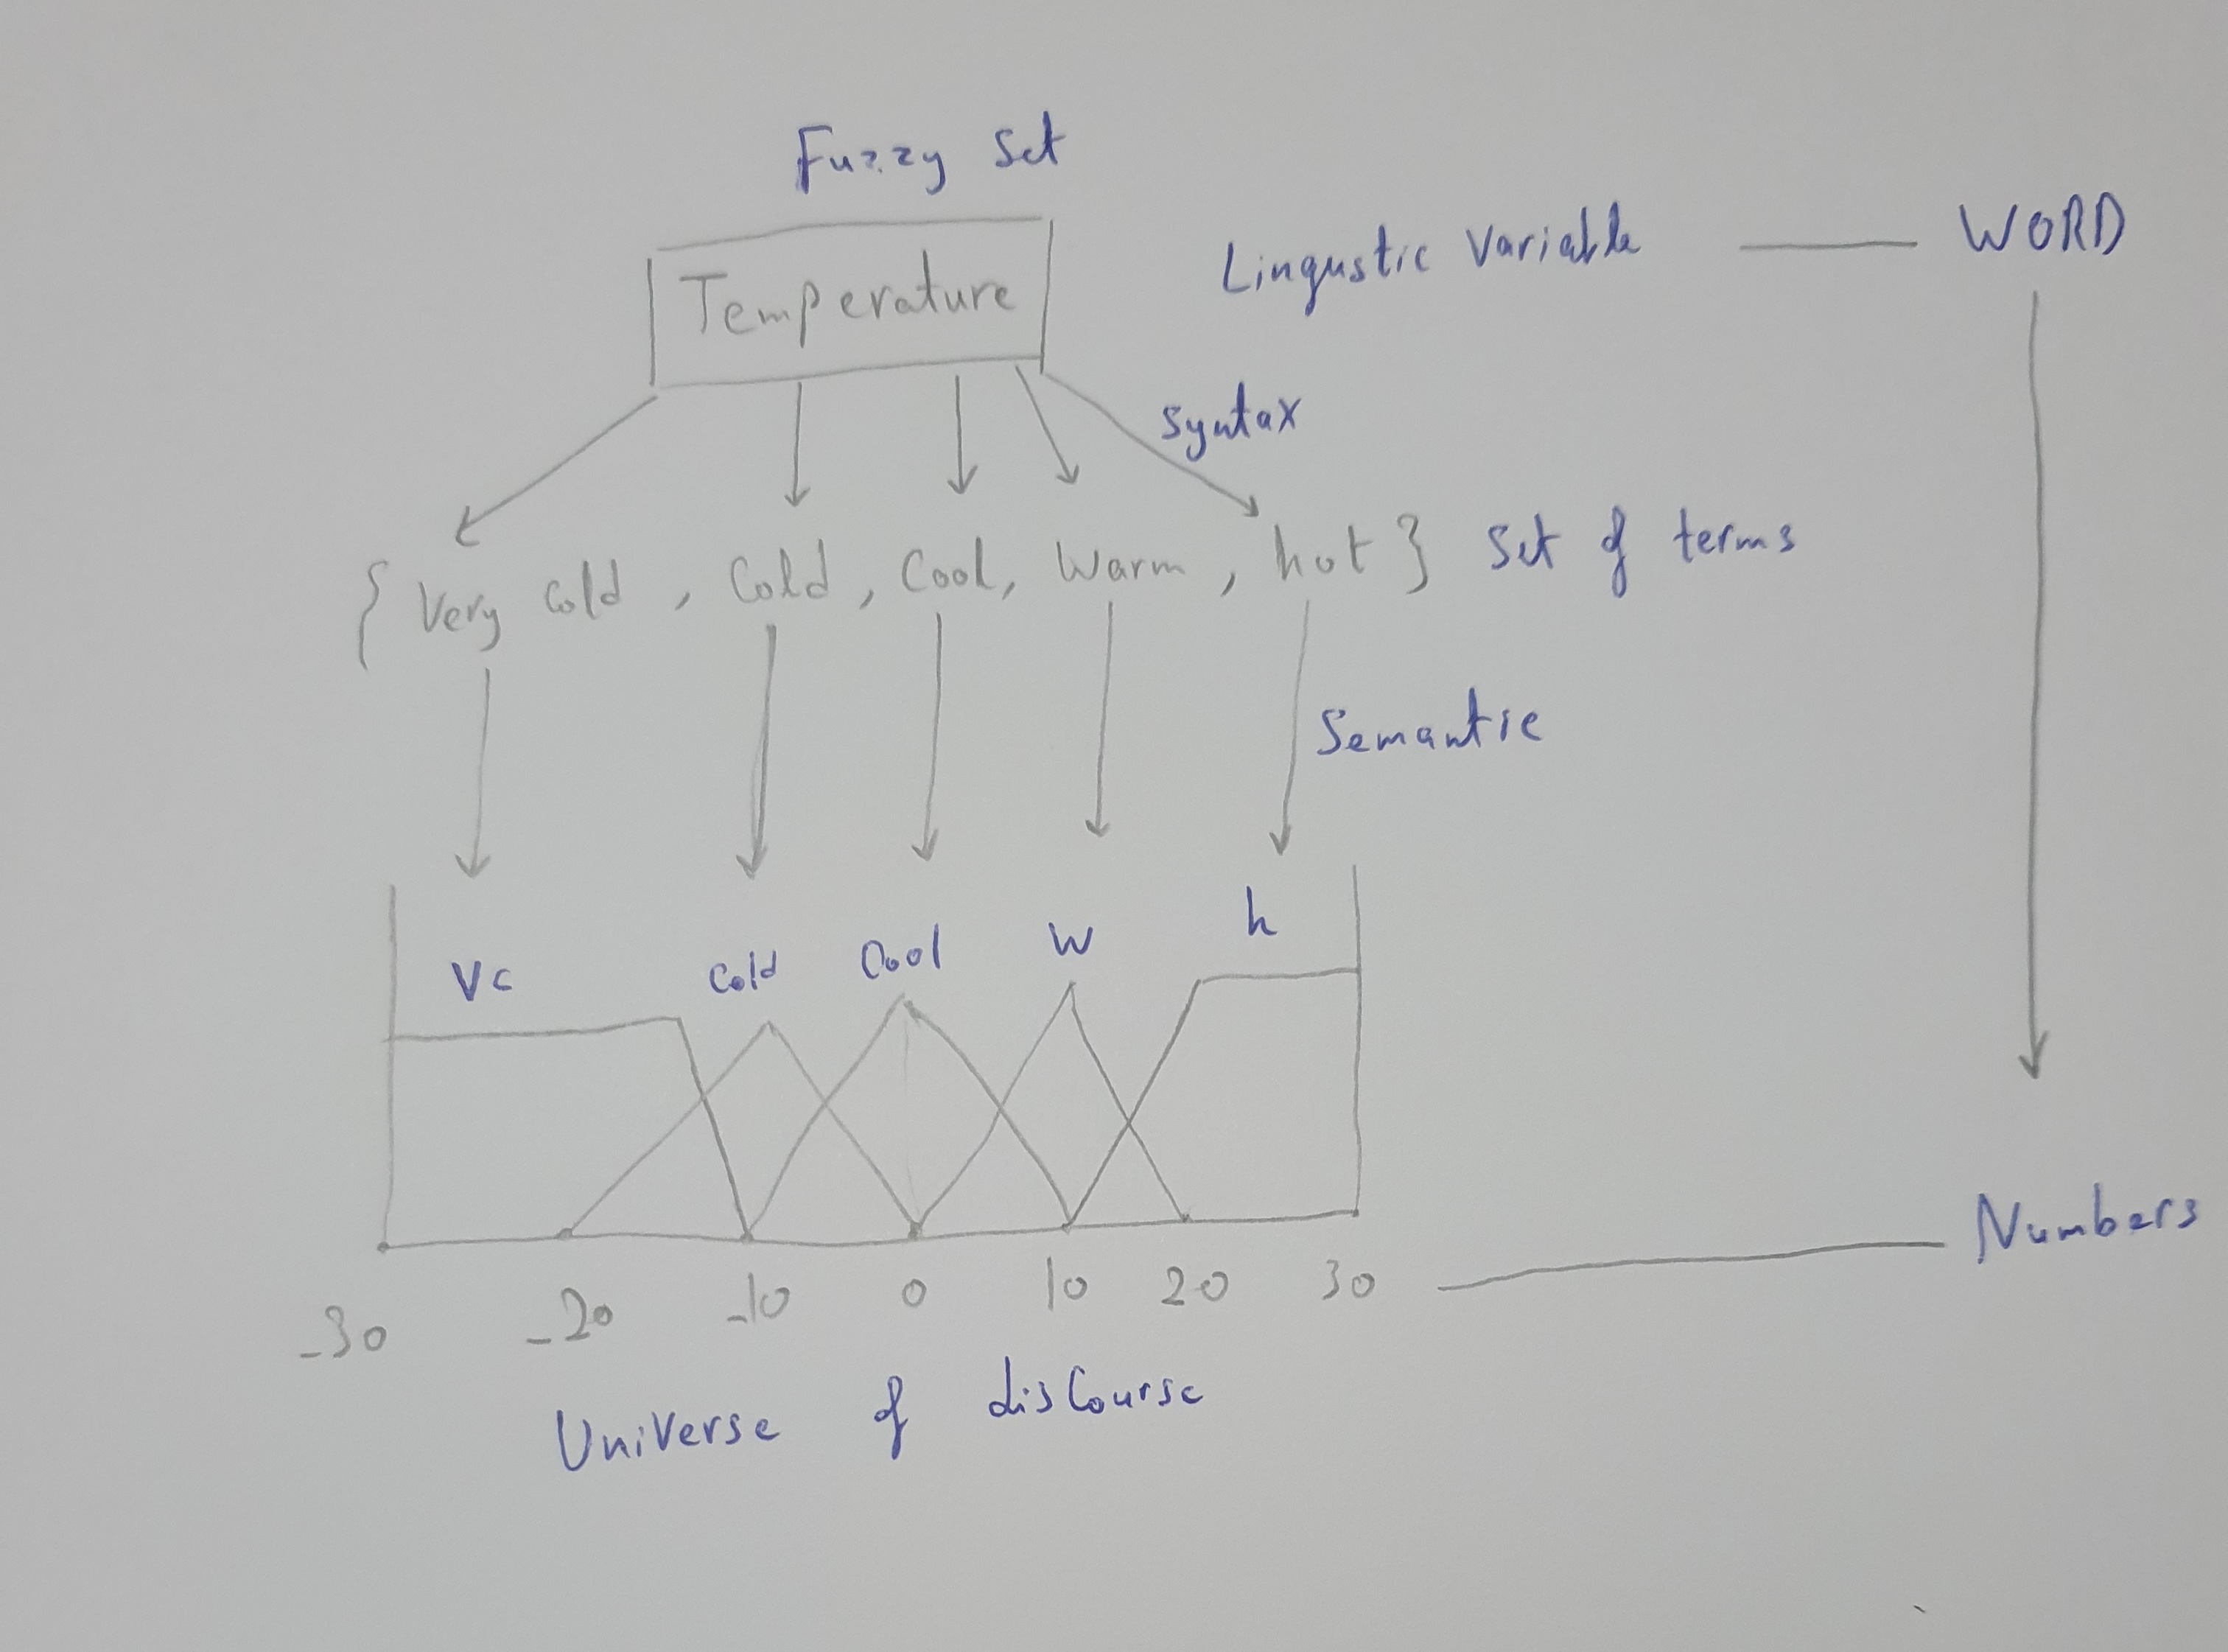 Fuzzy Set
Lingustic Variable — WORD
Temperature
Syntax
{ Very Cold , Cold , Cool, Warm , hot } Set of terms
Semantic
Vc Cold Cool W h
-30 -20 -10 0 10 20 30 — Numbers
Universe of disCourse